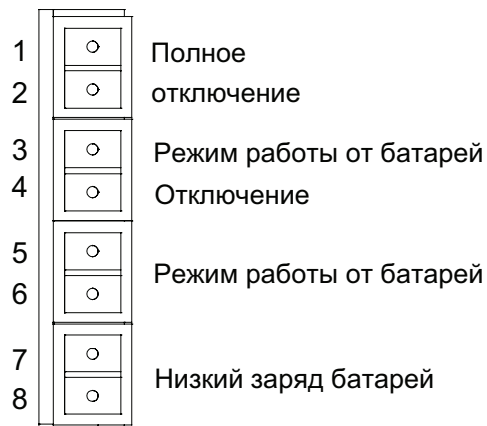 1 Полное
2 отключение
3 Режим работы от батарей
4 Отключение
5
Режим работы от батарей
6
7
Низкий заряд батарей
8